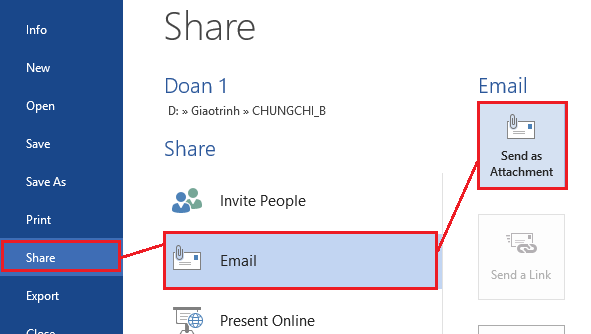 Info
New
Open
Save
Save As
Print
Share
Export
Close
Share
Doan 1
D: » Giaotrinh » CHUNGCHI_B
Share
Invite People
Email
Present Online
Email
Send as
Attachment
Send a Link